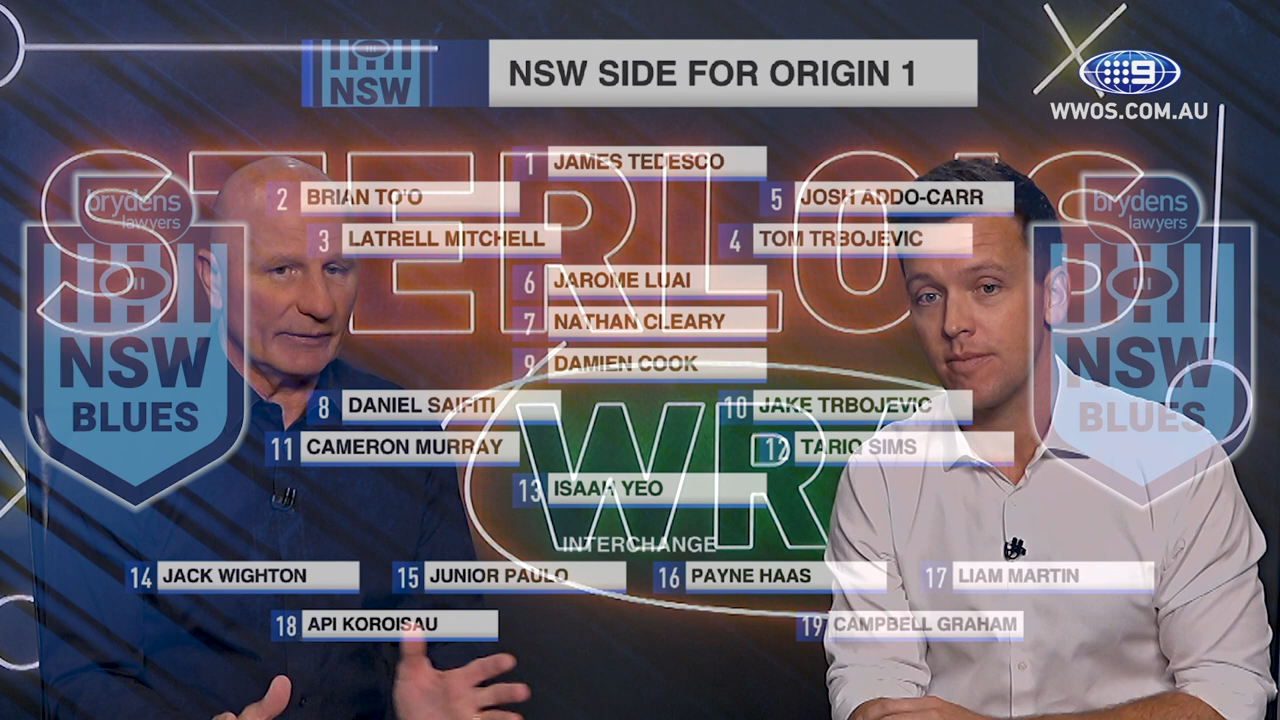 NSW
NSW SIDE FOR ORIGIN 1
9
WWOS.COM.AU
STERLO'S
WRA
1 JAMES TEDESCO
2 BRIAN TO'O
5 JOSH ADDO-CARR
3 LATRELL MITCHELL
4 TOM TRBOJEVIC
6 JAROME LUAI
7 NATHAN CLEARY
9 DAMIEN COOK
8 DANIEL SAIFITI
10 JAKE TRBOJEVIC
11 CAMERON MURRAY
12 TARIQ SIMS
13 ISAAH YEO
INTERCHANGE
14 JACK WIGHTON
15 JUNIOR PAULO
16 PAYNE HAAS
17 LIAM MARTIN
18 API KOROISAU
19 CAMPBELL GRAHAM
brydens
lawyers
NSW
BLUES
brydens
lawyers
NSW
BLUES